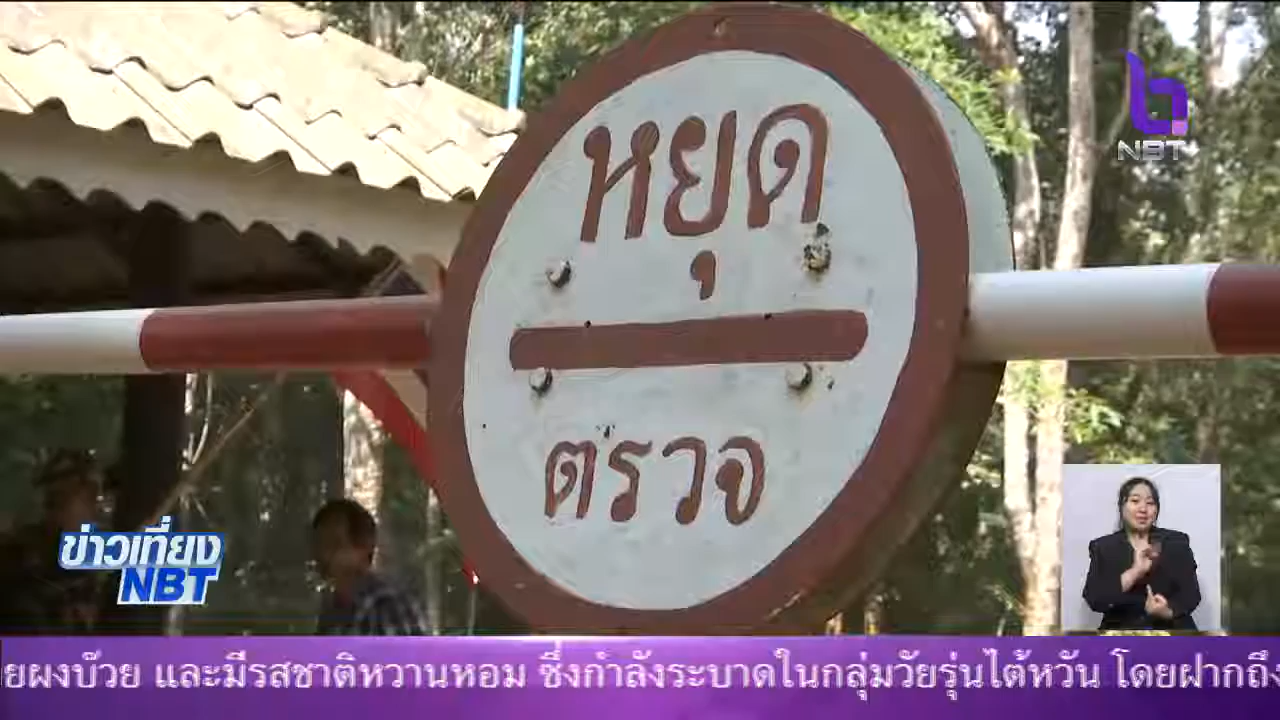 หยุด
ตรวจ
NBT
ข่าวเที่ยง
NBT
ยผงบ๊วย และมีรสชาติหวานหอม ซึ่งกำลังระบาดในกลุ่มวัยรุ่นไต้หวัน โดยฝากถึง